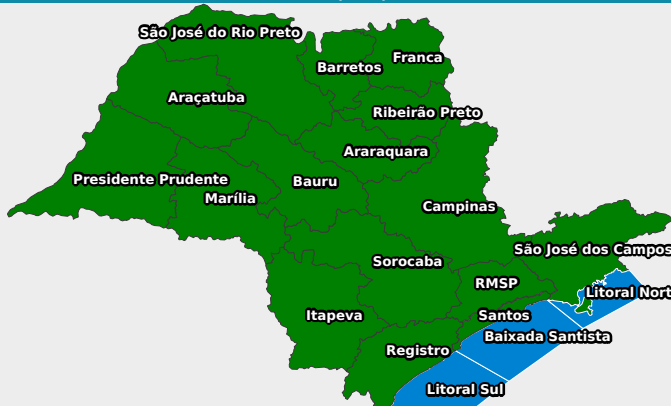 São José do Rio Preto
Franca
Barretos
Araçatuba
Ribeirão Preto
Araraquara
Presidente Prudente
Bauru
Marília
Campinas
São José dos Campos
Sorocaba
RMSP
Litoral Nort
Itapeva
Santos
Baixada Santista
Registro
Litoral Sul